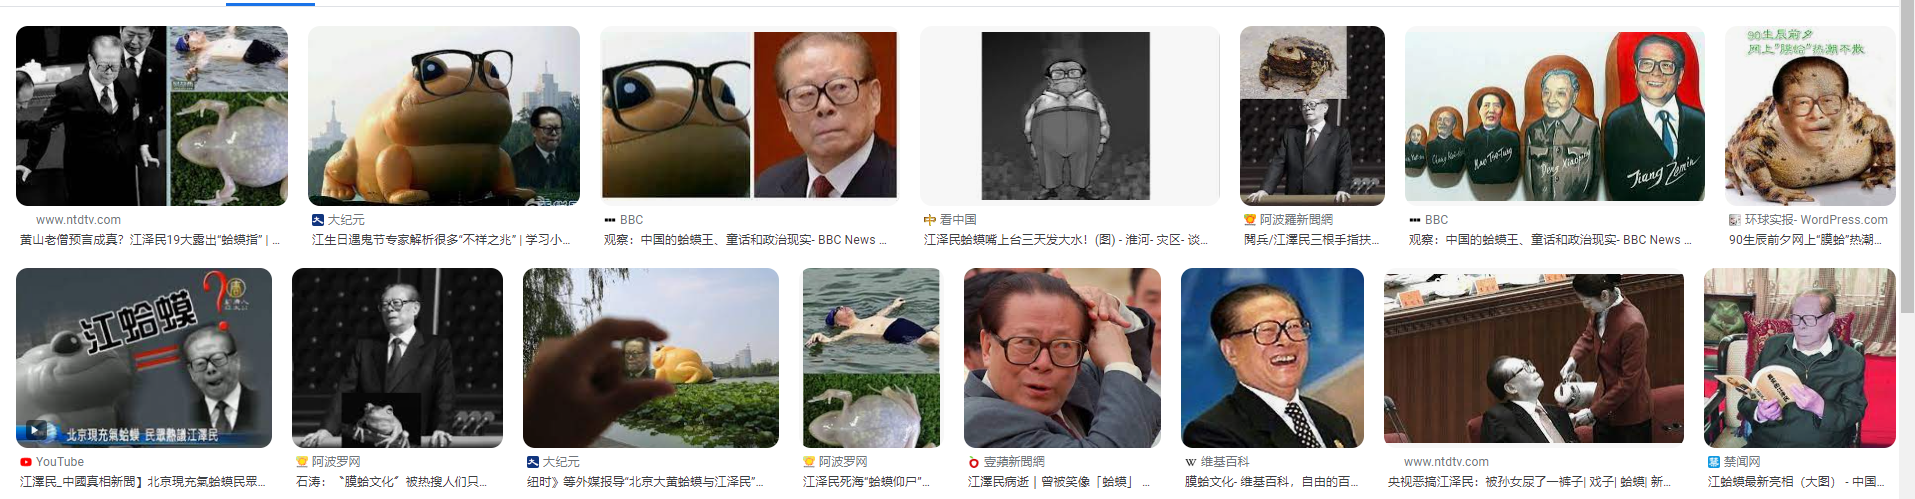 90生辰前夕
网上"膜蛤"热潮不散
Mao Tse-Tung
Deng Xiaoping
Jiang Zemin
www.ntdtv.com
大纪元
BBC
看中国
阿波羅新聞網
BBC
环球实报- WordPress.com
黄山老僧预言成真？江泽民19大露出“蛤蟆指” | ...
江生日遇鬼节专家解析很多“不祥之兆” | 学习小...
观察：中国的蛤蟆王、童话和政治现实- BBC News ...
江泽民蛤蟆嘴上台三天发大水！(图) - 淮河- 灾区- 谈...
閱兵/江澤民三根手指扶...
观察：中国的蛤蟆王、童话和政治现实- BBC News ...
90生辰前夕网上“膜蛤”热潮...
江蛤蟆
?
北京現充氣蛤蟆 民眾熱議江澤民
YouTube
阿波罗网
大纪元
阿波罗网
壹蘋新聞網
维基百科
www.ntdtv.com
禁闻网
江澤民_中國真相新聞】北京現充氣蛤蟆民眾...
石涛：〝膜蛤文化〞被热搜人们只...
纽时》等外媒报导“北京大黄蛤蟆与江泽民”...
江泽民死海“蛤蟆仰尸”...
江澤民病逝｜曾被笑像「蛤蟆」 ...
膜蛤文化- 维基百科，自由的百...
央视恶搞江泽民：被孙女尿了一裤子| 戏子| 蛤蟆| 新...
江蛤蟆最新亮相（大图） - 中国...